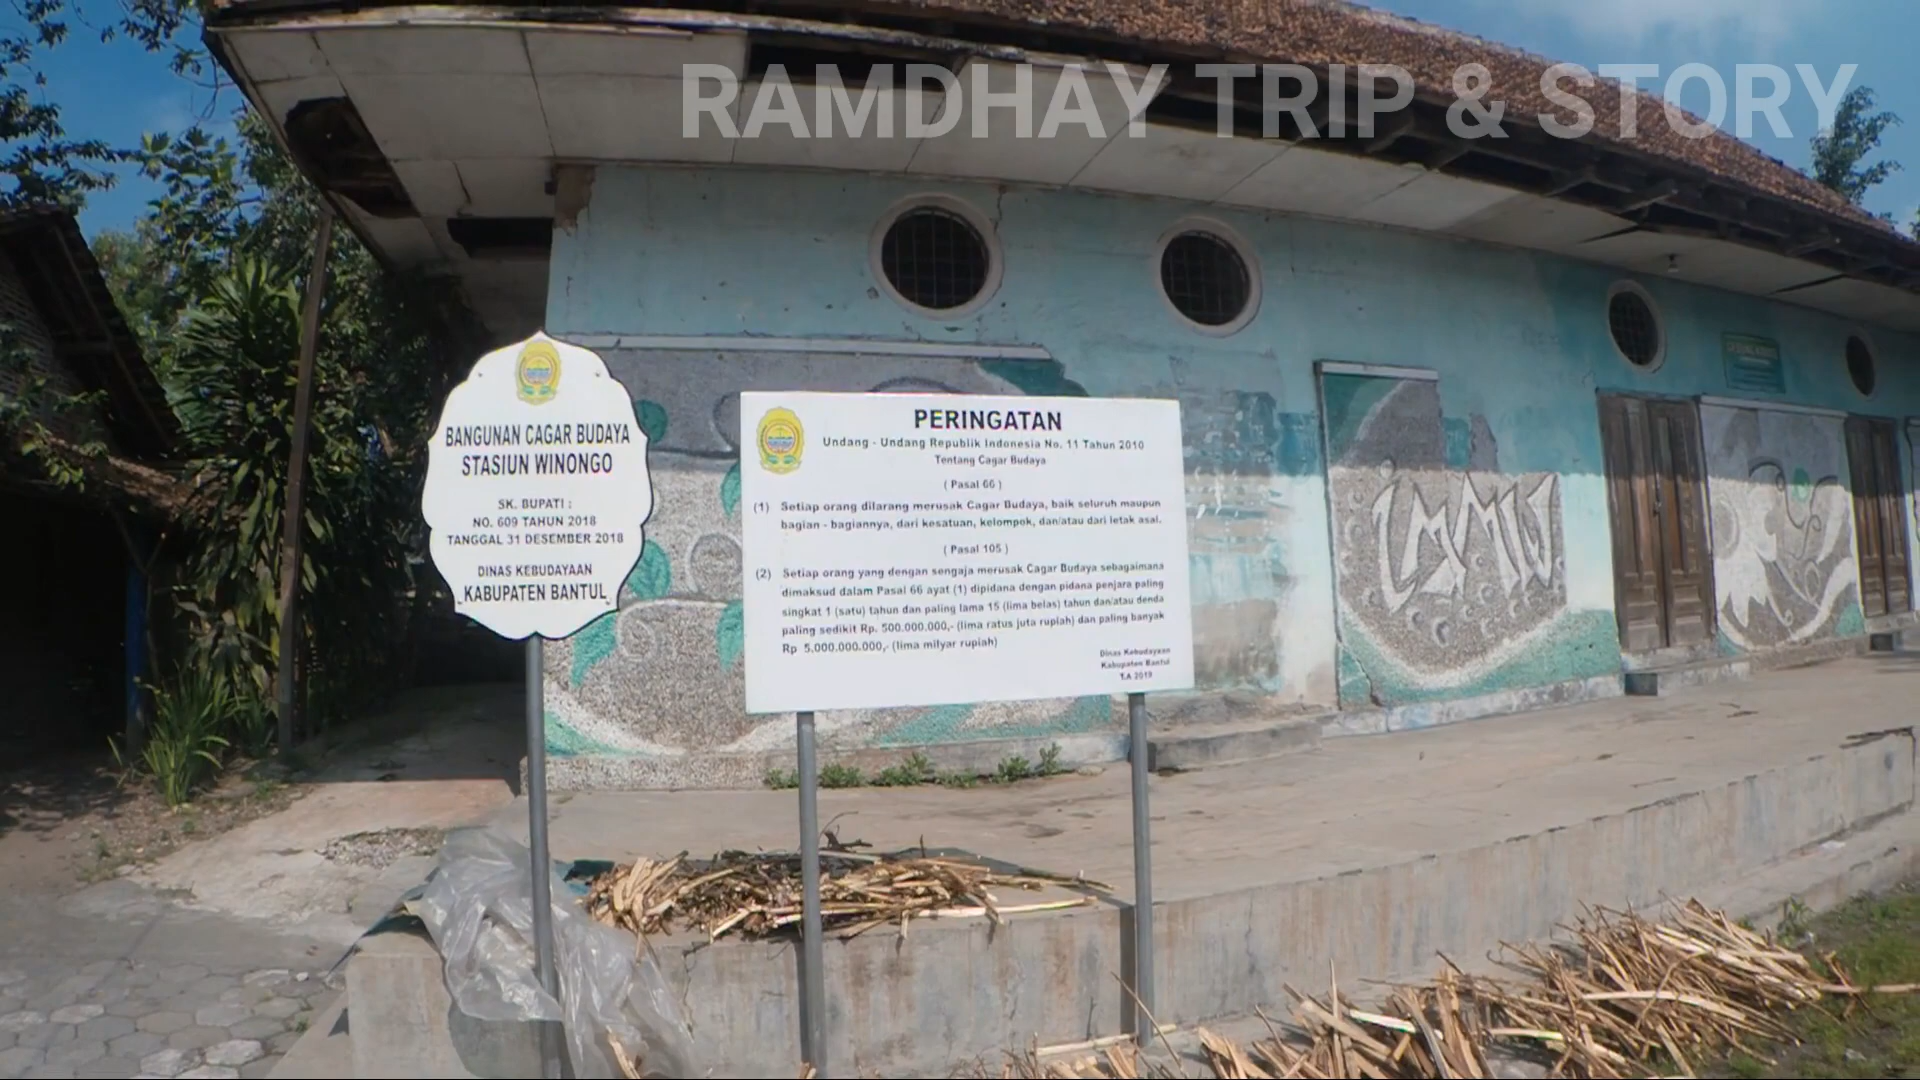 RAMDHAY TRIP & STORY
BANGUNAN CAGAR BUDAYA
STASIUN WINONGO
SK. BUPATI :
NO. 609 TAHUN 2018
TANGGAL 31 DESEMBER 2018
DINAS KEBUDAYAAN
KABUPATEN BANTUL
PERINGATAN
Undang - Undang Republik Indonesia No. 11 Tahun 2010
Tentang Cagar Budaya
( Pasal 66 )
(1) Setiap orang dilarang merusak Cagar Budaya, baik seluruh maupun
bagian - bagiannya, dari kesatuan, kelompok, dan/atau dari letak asal.
( Pasal 105 )
(2) Setiap orang yang dengan sengaja merusak Cagar Budaya sebagaimana
dimaksud dalam Pasal 66 ayat (1) dipidana dengan pidana penjara paling
singkat 1 (satu) tahun dan paling lama 15 (lima belas) tahun dan/atau denda
paling sedikit Rp. 500.000.000,- (lima ratus juta rupiah) dan paling banyak
Rp 5.000.000.000,- (lima milyar rupiah)
Dinas Kebudayaan
Kabupaten Bantul
T.A 2019